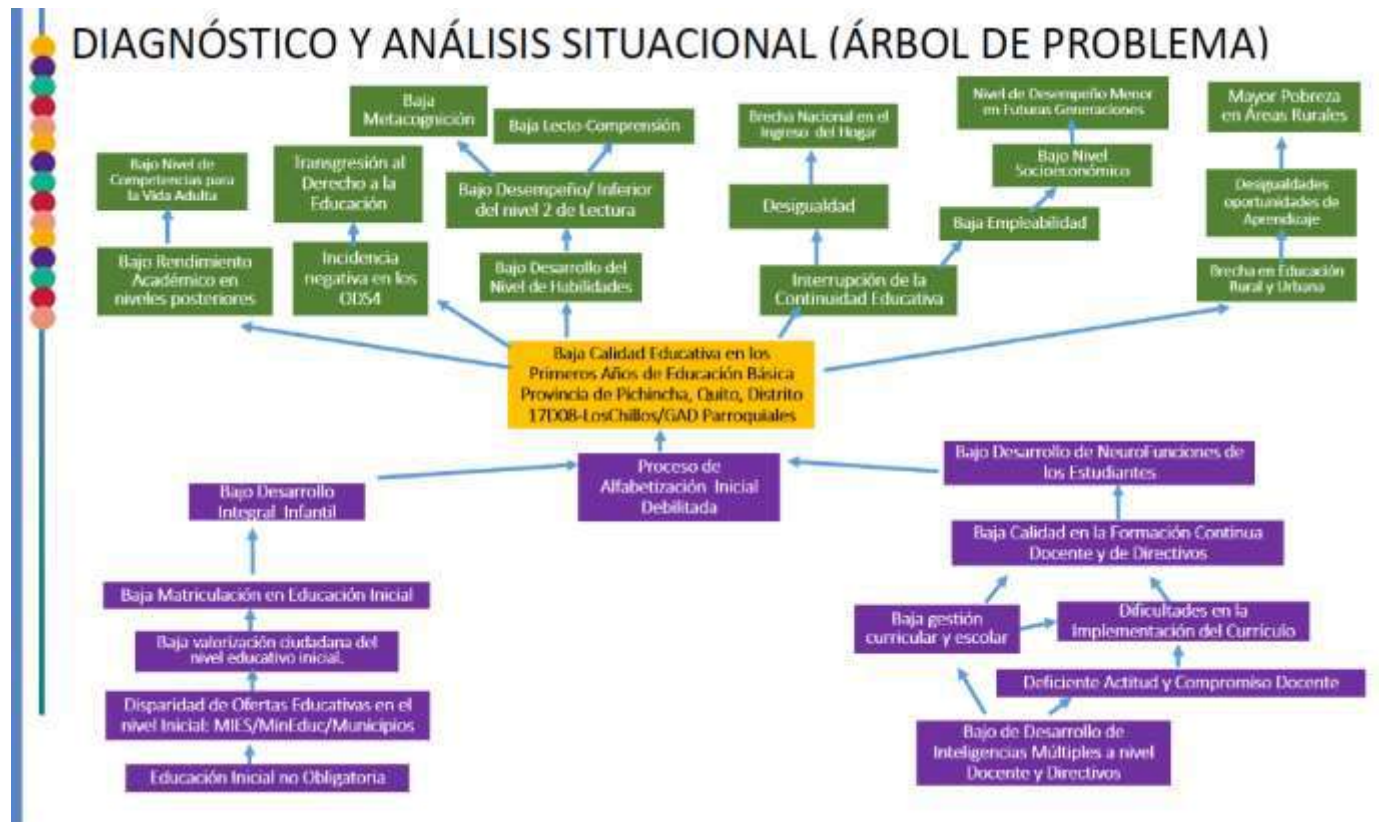 DIAGNÓSTICO Y ANÁLISIS SITUACIONAL (ÁRBOL DE PROBLEMA)
Baja
Metacognición
Baja Lecto-Comprensión
Brecha Nacional en el
Ingreso del Hogar
Nivel de Desempeño Menor
en Futuras Generaciones
Mayor Pobreza
en Áreas Rurales
Bajo Nivel de
Competencias para
la Vida Adulta
Transgresión al
Derecho a la
Educación
Bajo Desempeño/ Inferior
del nivel 2 de Lectura
Desigualdad
Bajo Nivel
Socioeconómico
Baja Empleabilidad
Desigualdades
oportunidades de
Aprendizaje
Bajo Rendimiento
Académico en
niveles posteriores
Incidencia
negativa en los
ODS4
Bajo Desarrollo del
Nivel de Habilidades
Interrupción de la
Continuidad Educativa
Brecha en Educación
Rural y Urbana
Baja Calidad Educativa en los
Primeros Años de Educación Básica
Provincia de Pichincha, Quito, Distrito
17D08-LosChillos/GAD Parroquiales
Proceso de
Alfabetización Inicial
Debilitada
Bajo Desarrollo
Integral Infantil
Baja Matriculación en Educación Inicial
Baja valorización ciudadana del
nivel educativo inicial.
Disparidad de Ofertas Educativas en el
nivel Inicial: MIES/MinEduc/Municipios
Educación Inicial no Obligatoria
Bajo Desarrollo de NeuroFunciones de
los Estudiantes
Baja Calidad en la Formación Continua
Docente y de Directivos
Baja gestión
curricular y escolar
Dificultades en la
Implementación del Currículo
Deficiente Actitud y Compromiso Docente
Bajo de Desarrollo de
Inteligencias Múltiples a nivel
Docente y Directivos